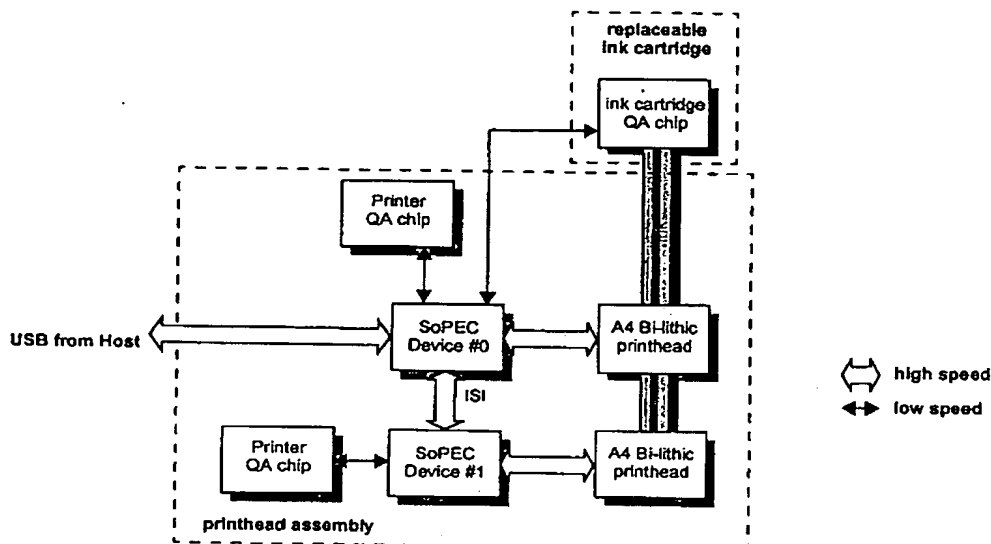 replaceable
ink cartridge
ink cartridge
QA chip
Printer
QA chip
USB from Host
SoPEC
Device #0
A4 Bi-lithic
printhead
high speed
low speed
ISI
Printer
QA chip
SoPEC
Device #1
A4 Bi-lithic
printhead
printhead assembly